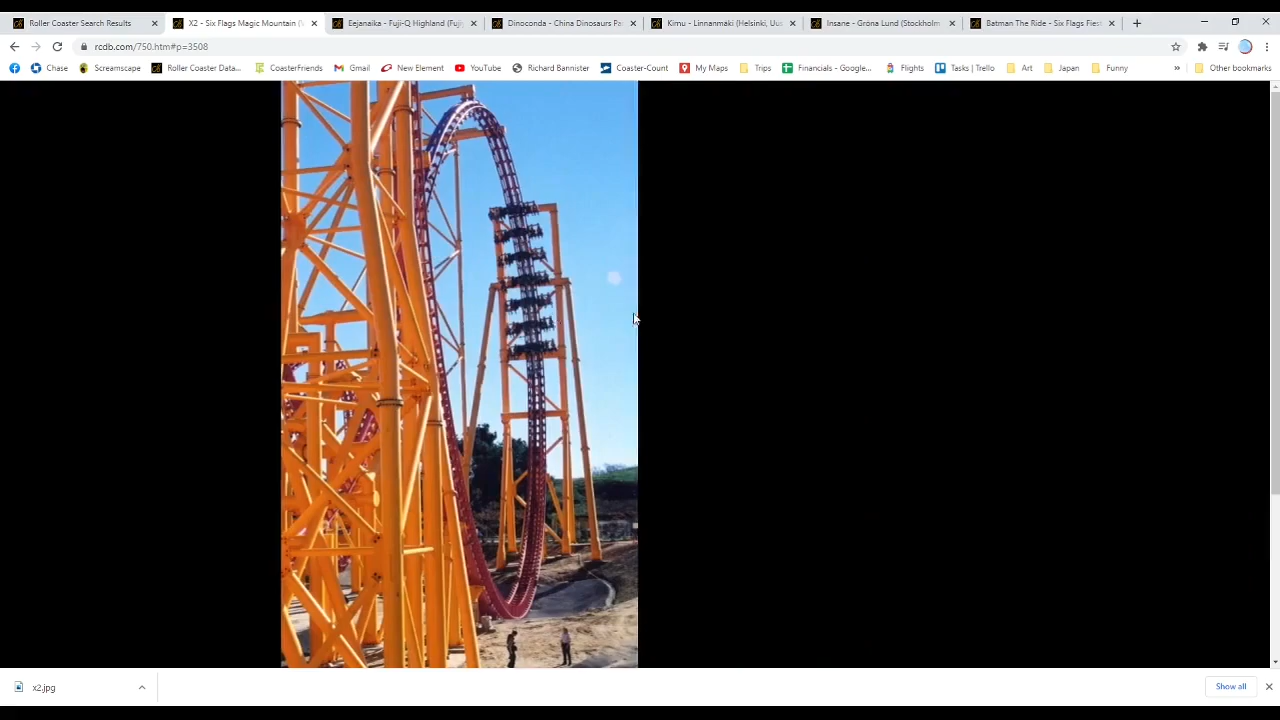 Roller Coaster Search Results
X2 - Six Flags Magic Mountain (V
Eejanaika - Fuji-Q Highland (Fuj
Dinoconda - China Dinosaurs Pa
Kirnu - Linnanmäki (Helsinki, Uus
Insane - Gröna Lund (Stockholm
Batman The Ride - Six Flags Fiest
rcdb.com/750.htm#p=3508
Chase
Screamscape
Roller Coaster Data...
CoasterFriends
Gmail
New Element
YouTube
Richard Bannister
Coaster-Count
My Maps
Trips
Financials - Google...
Flights
Tasks | Trello
Art
Japan
Funny
»
Other bookmarks
x2.jpg
Show all